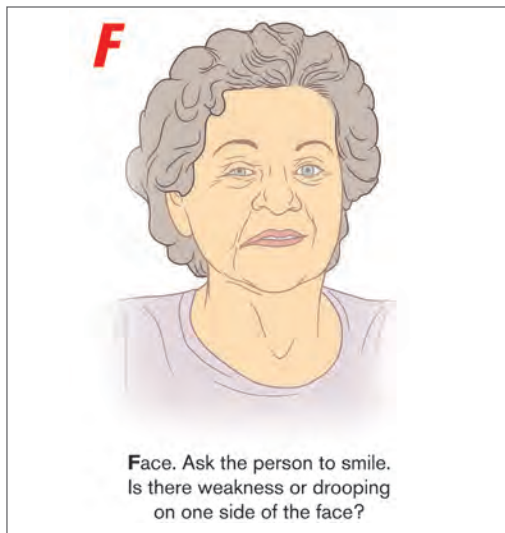 F
Face. Ask the person to smile.
Is there weakness or drooping
on one side of the face?